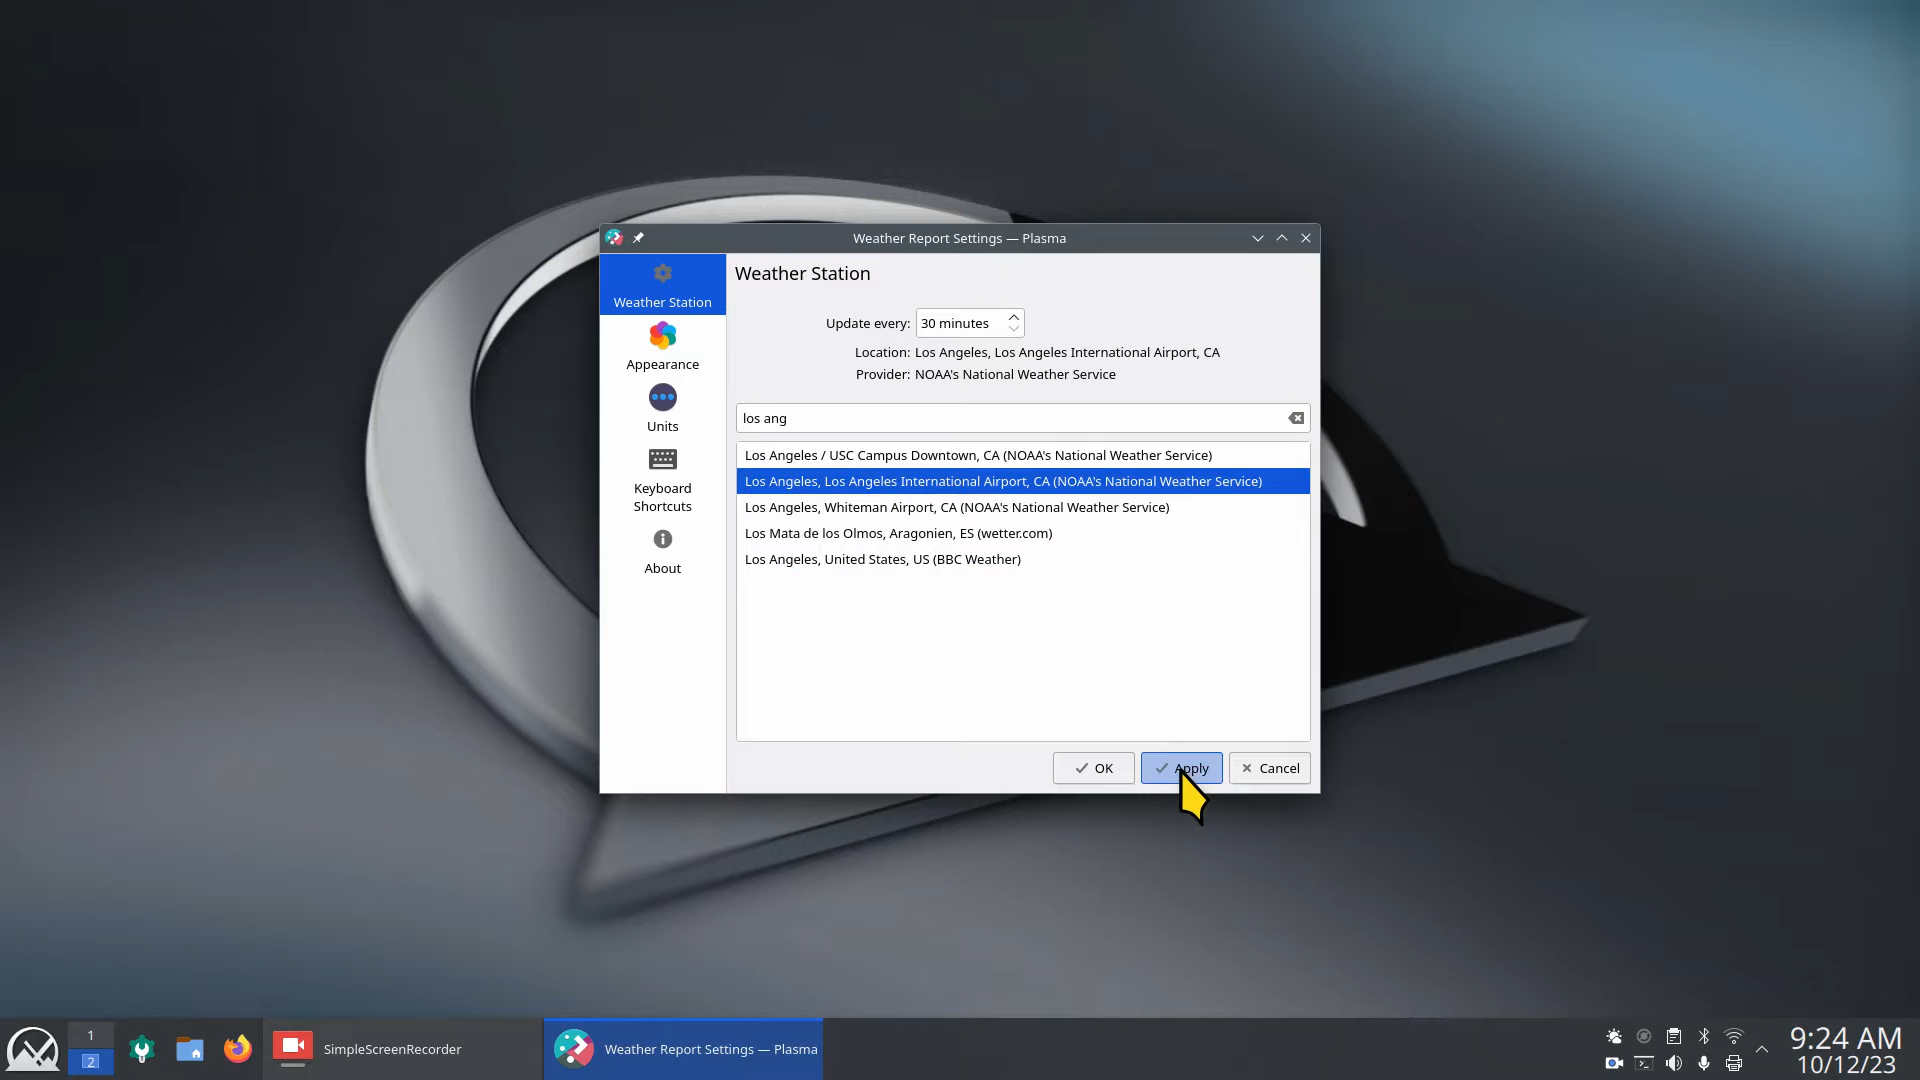 Weather Report Settings — Plasma
Weather Station
Appearance
Units
Keyboard
Shortcuts
About
Weather Station
Update every: 30 minutes
Location: Los Angeles, Los Angeles International Airport, CA
Provider: NOAA's National Weather Service
los ang
Los Angeles / USC Campus Downtown, CA (NOAA's National Weather Service)
Los Angeles, Los Angeles International Airport, CA (NOAA's National Weather Service)
Los Angeles, Whiteman Airport, CA (NOAA's National Weather Service)
Los Mata de los Olmos, Aragonien, ES (wetter.com)
Los Angeles, United States, US (BBC Weather)
OK
Apply
Cancel
1
2
SimpleScreenRecorder
Weather Report Settings — Plasma
9:24 AM
10/12/23